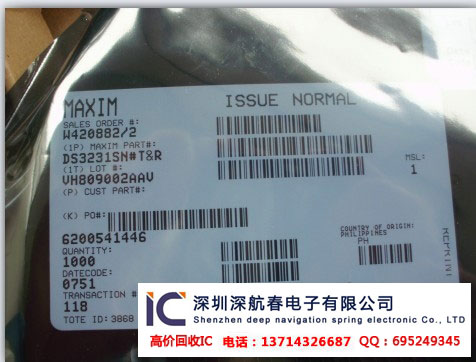 MAXIM
ISSUE NORMAL
SALES ORDER #:
W420882/2
(1P) MAXIM PART#:
DS3231SN#T&R
(1T) LOT #:
VH809002AAV
(P) CUST PART#:
MSL:
1
(K) PO#:
6200541446
QUANTITY:
1000
COUNTRY OF ORIGIN:
PHILIPPINES
PH
DATECODE:
0751
TRANSACTION #
118
TOTE ID:3868
REPRINT:
IC
深圳深航春电子有限公司
Shenzhen deep navigation spring electronic Co., Ltd
高价回收IC 电话：13714326687 QQ：695249345